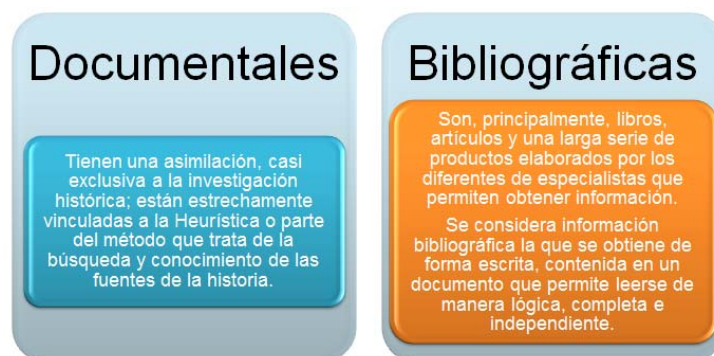 Documentales
Tienen una asimilación, casi
exclusiva a la investigación
histórica; están estrechamente
vinculadas a la Heurística o parte
del método que trata de la
búsqueda y conocimiento de las
fuentes de la historia.
Bibliográficas
Son, principalmente, libros,
artículos y una larga serie de
productos elaborados por los
diferentes de especialistas que
permiten obtener información.
Se considera información
bibliográfica la que se obtiene de
forma escrita, contenida en un
documento que permite leerse de
manera lógica, completa e
independiente.